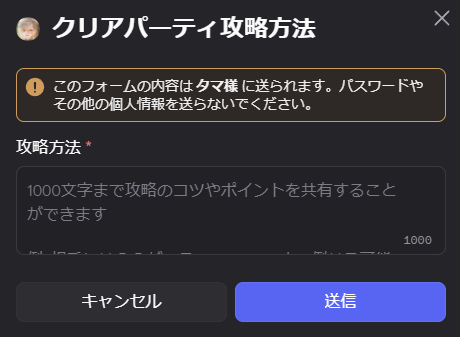 クリアパーティ攻略方法
このフォームの内容は タマ様 に送られます。パスワードや
その他の個人情報を送らないでください。
攻略方法 *
1000文字まで攻略のコツやポイントを共有すること
ができます
1000
キャンセル
送信